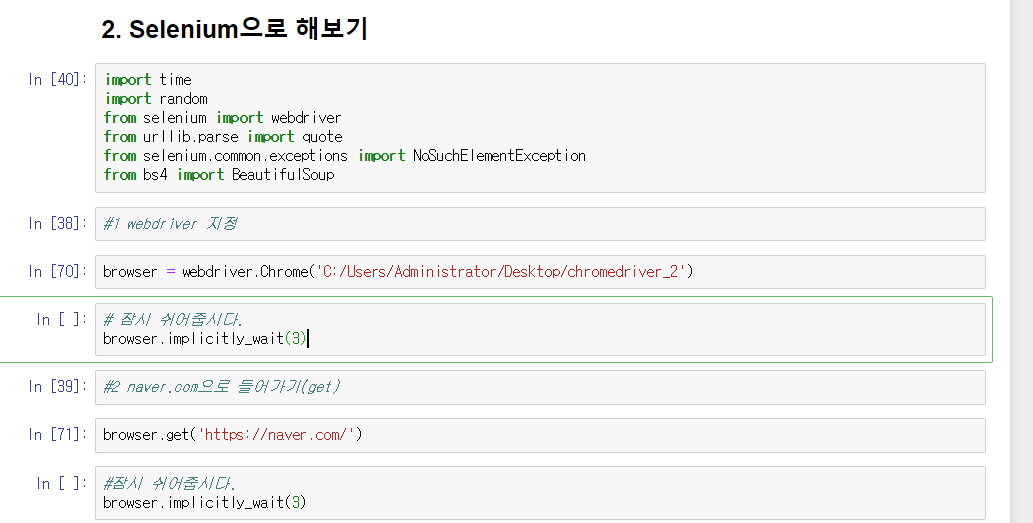 2. Selenium으로 해보기
In [40]:
import time
import random
from selenium import webdriver
from urllib.parse import quote
from selenium.common.exceptions import NoSuchElementException
from bs4 import BeautifulSoup
In [38]:
#1 webdriver 지정
In [70]:
browser = webdriver.Chrome('C:/Users/Administrator/Desktop/chromedriver_2')
In [ ]:
# 잠시 쉬어줍시다.
browser.implicitly_wait(3)
In [39]:
#2 naver.com으로 들어가기(get)
In [71]:
browser.get('https://naver.com/')
In [ ]:
#잠시 쉬어줍시다.
browser.implicitly_wait(3)